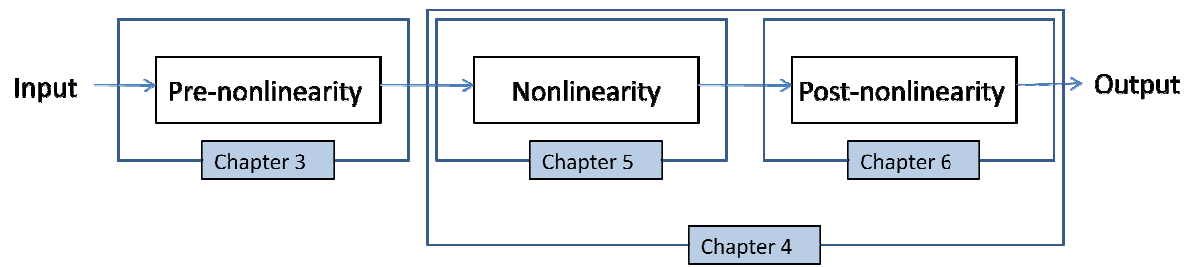 Input
Pre-nonlinearity
Nonlinearity
Post-nonlinearity
Output
Chapter 3
Chapter 5
Chapter 6
Chapter 4